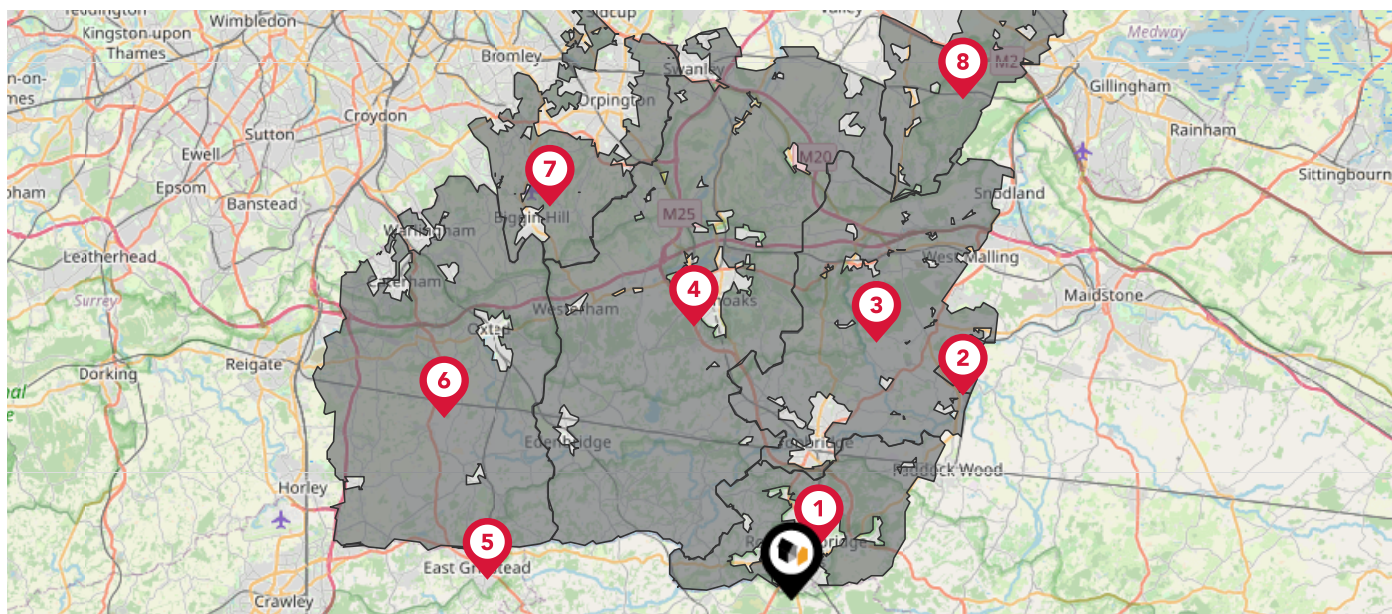 Wimbledon
Kingston upon
Thames
Bromley
Swanley
M2
Medway
Gillingham
Orpington
Croydon
Sutton
Ewell
Rainham
Epsom
Banstead
M20
Sittingbourn
Snodland
M25
Biggin Hill
Leatherhead
West Malling
Surrey
Maidstone
Westerham
Oxted
Reigate
Dorking
Edenbridge
Paddock Wood
Horley
East Grinstead
Crawley
8
7
4
3
2
6
1
5